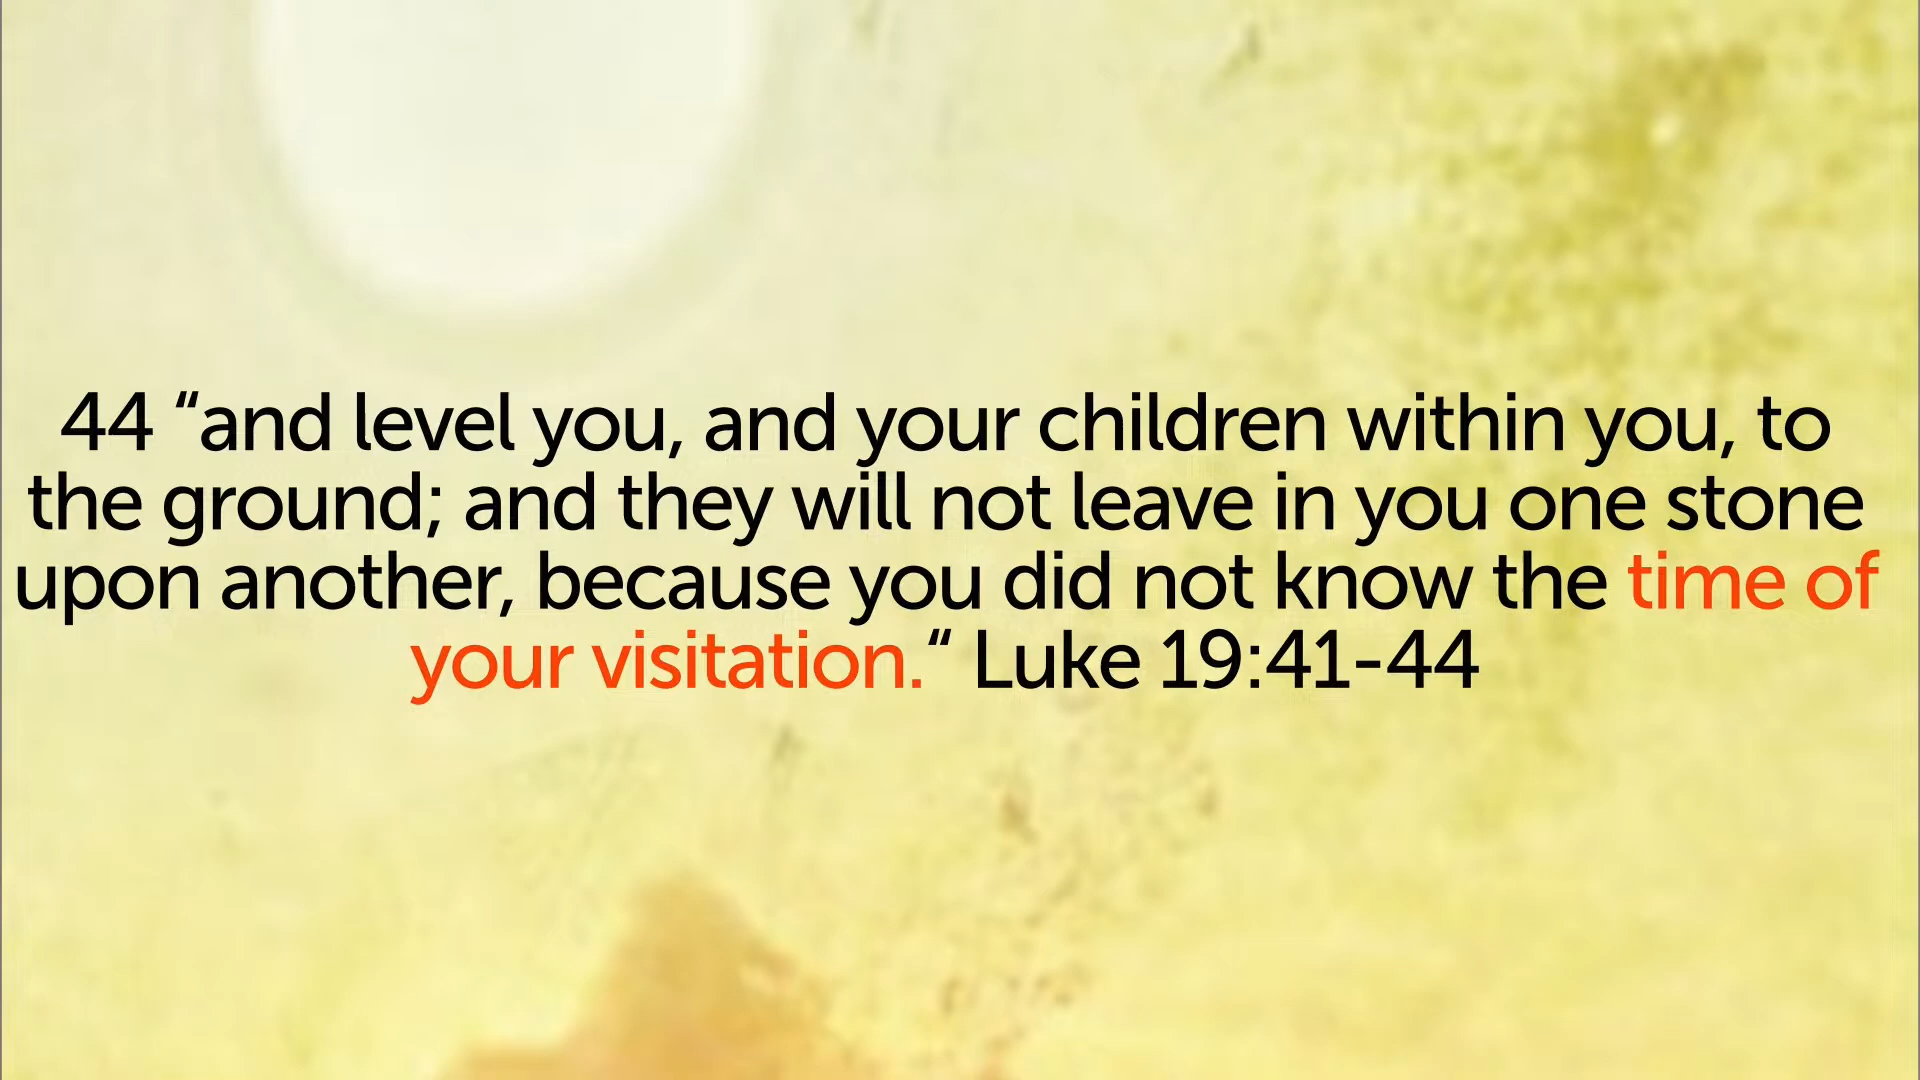 44 “and level you, and your children within you, to
the ground; and they will not leave in you one stone
upon another, because you did not know the time of
your visitation.“ Luke 19:41-44